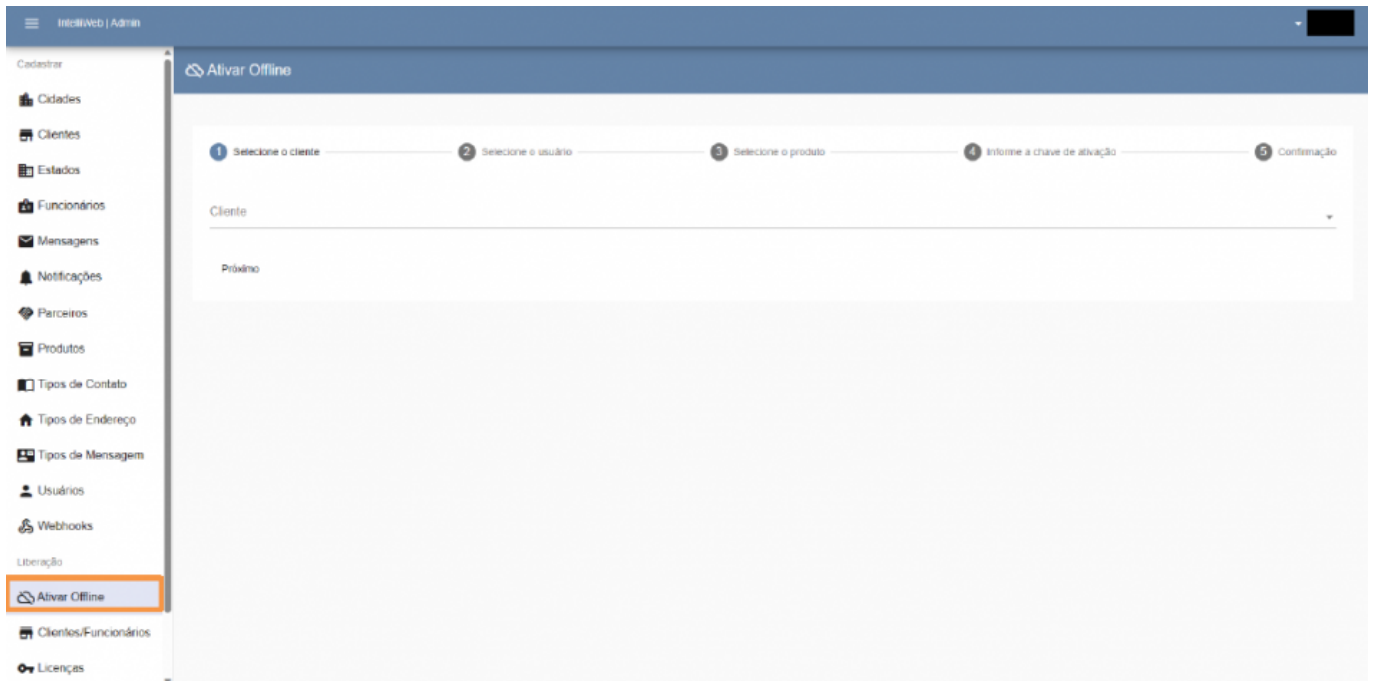 IntelliWeb | Admin
Cadastrar
Cidades
Clientes
Estados
Funcionários
Mensagens
Notificações
Parceiros
Produtos
Tipos de Contato
Tipos de Endereço
Tipos de Mensagem
Usuários
Webhooks
Liberação
Ativar Offline
Clientes/Funcionários
Licenças
Ativar Offline
1 Selecione o cliente
2 Selecione o usuário
3 Selecione o produto
4 Informe a chave de ativação
5 Confirmação
Cliente
Próximo